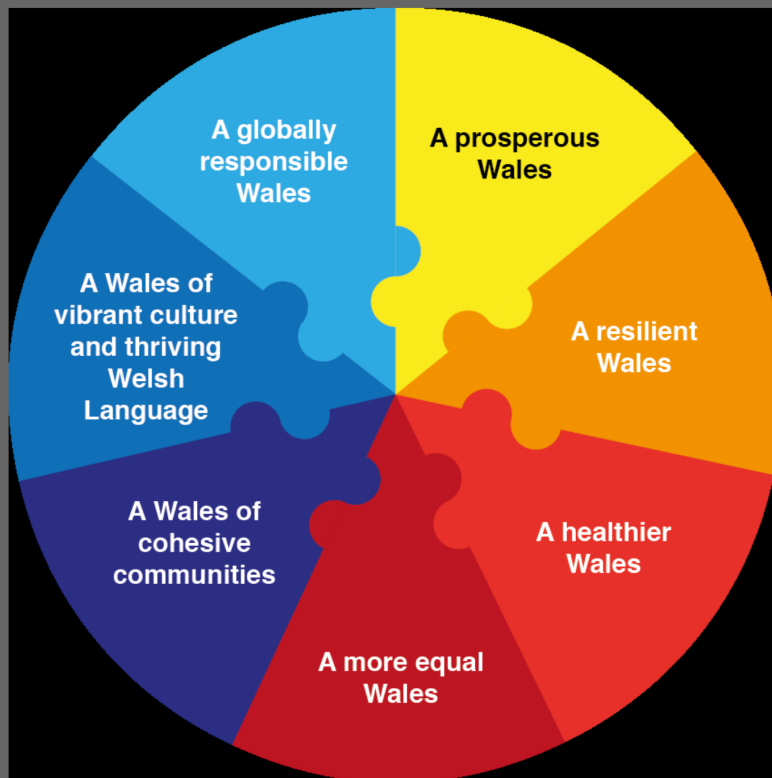 A prosperous
Wales
A resilient
Wales
A healthier
Wales
A more equal
Wales
A Wales of
cohesive
communities
A Wales of
vibrant culture
and thriving
Welsh
Language
A globally
responsible
Wales